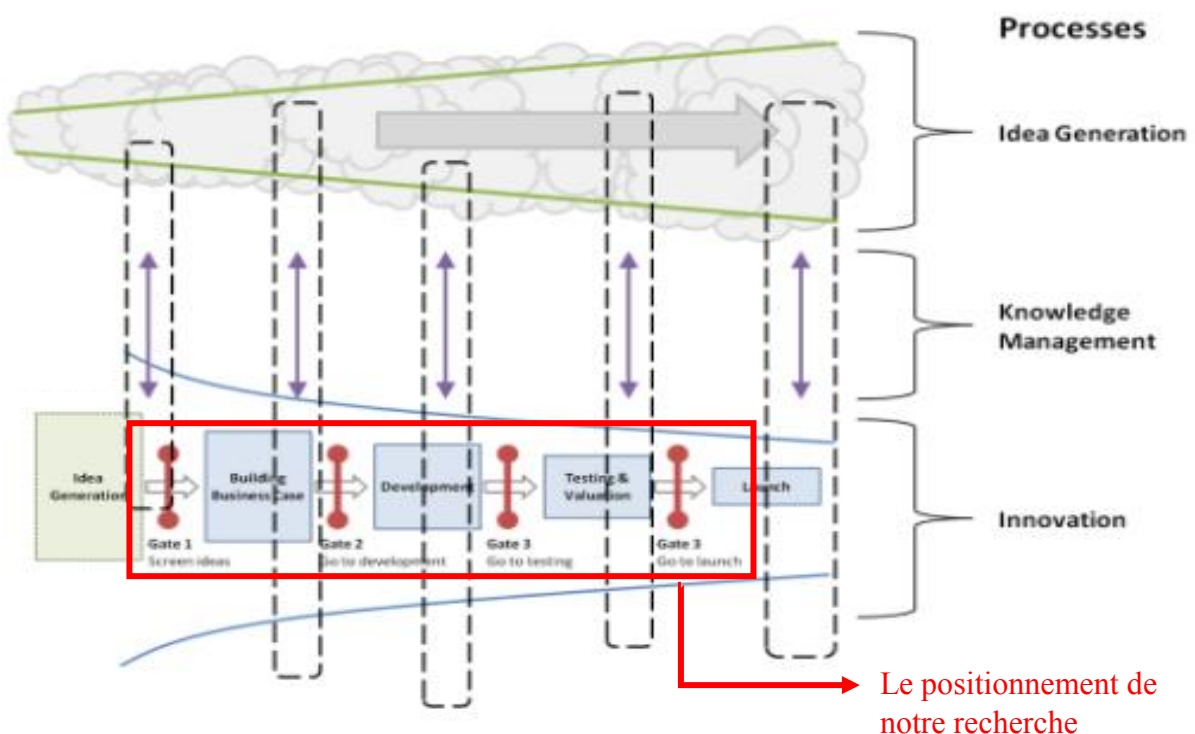 Processes
Idea Generation
Knowledge
Management
Idea
Generation
Building
Business Case
Development
Testing &
Valuation
Launch
Gate 1
Screen ideas
Gate 2
Go to development
Gate 3
Go to testing
Gate 3
Go to launch
Innovation
Le positionnement de
notre recherche